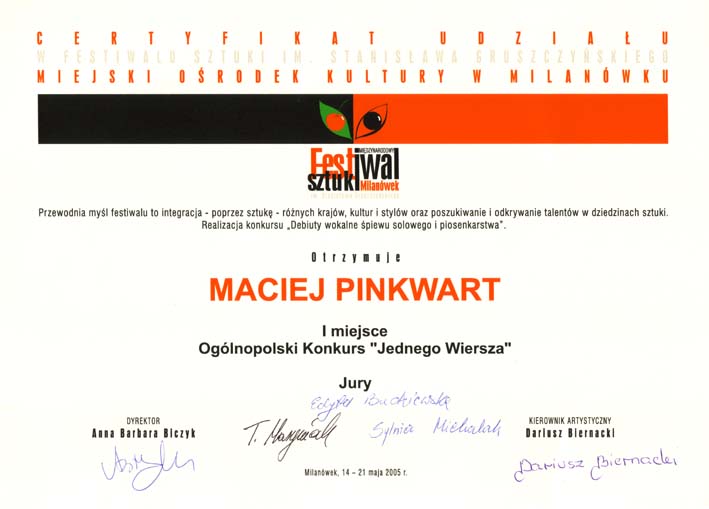 CERTYFIKAT UDZIAŁU
W FESTIWALU SZTUKI IM. STANISŁAWA GRUSZCZYŃSKIEGO
MIEJSKI OŚRODEK KULTURY W MILANÓWKU
MIĘDZYNARODOWY
Festiwal
sztuki Milanówek
Przewodnia myśl festiwalu to integracja - poprzez sztukę - różnych krajów, kultur i stylów oraz poszukiwanie i odkrywanie talentów w dziedzinach sztuki.
Realizacja konkursu „Debiuty wokalne śpiewu solowego i piosenkarstwa”.
Otrzymuje
MACIEJ PINKWART
I miejsce
Ogólnopolski Konkurs "Jednego Wiersza"
Jury
Edyta
Sylwia Michalak
T.
DYREKTOR
Anna Barbara Biczyk
KIEROWNIK ARTYSTYCZNY
Dariusz Biernacki
Dariusz Biernacki
Milanówek, 14 – 21 maja 2005 r.